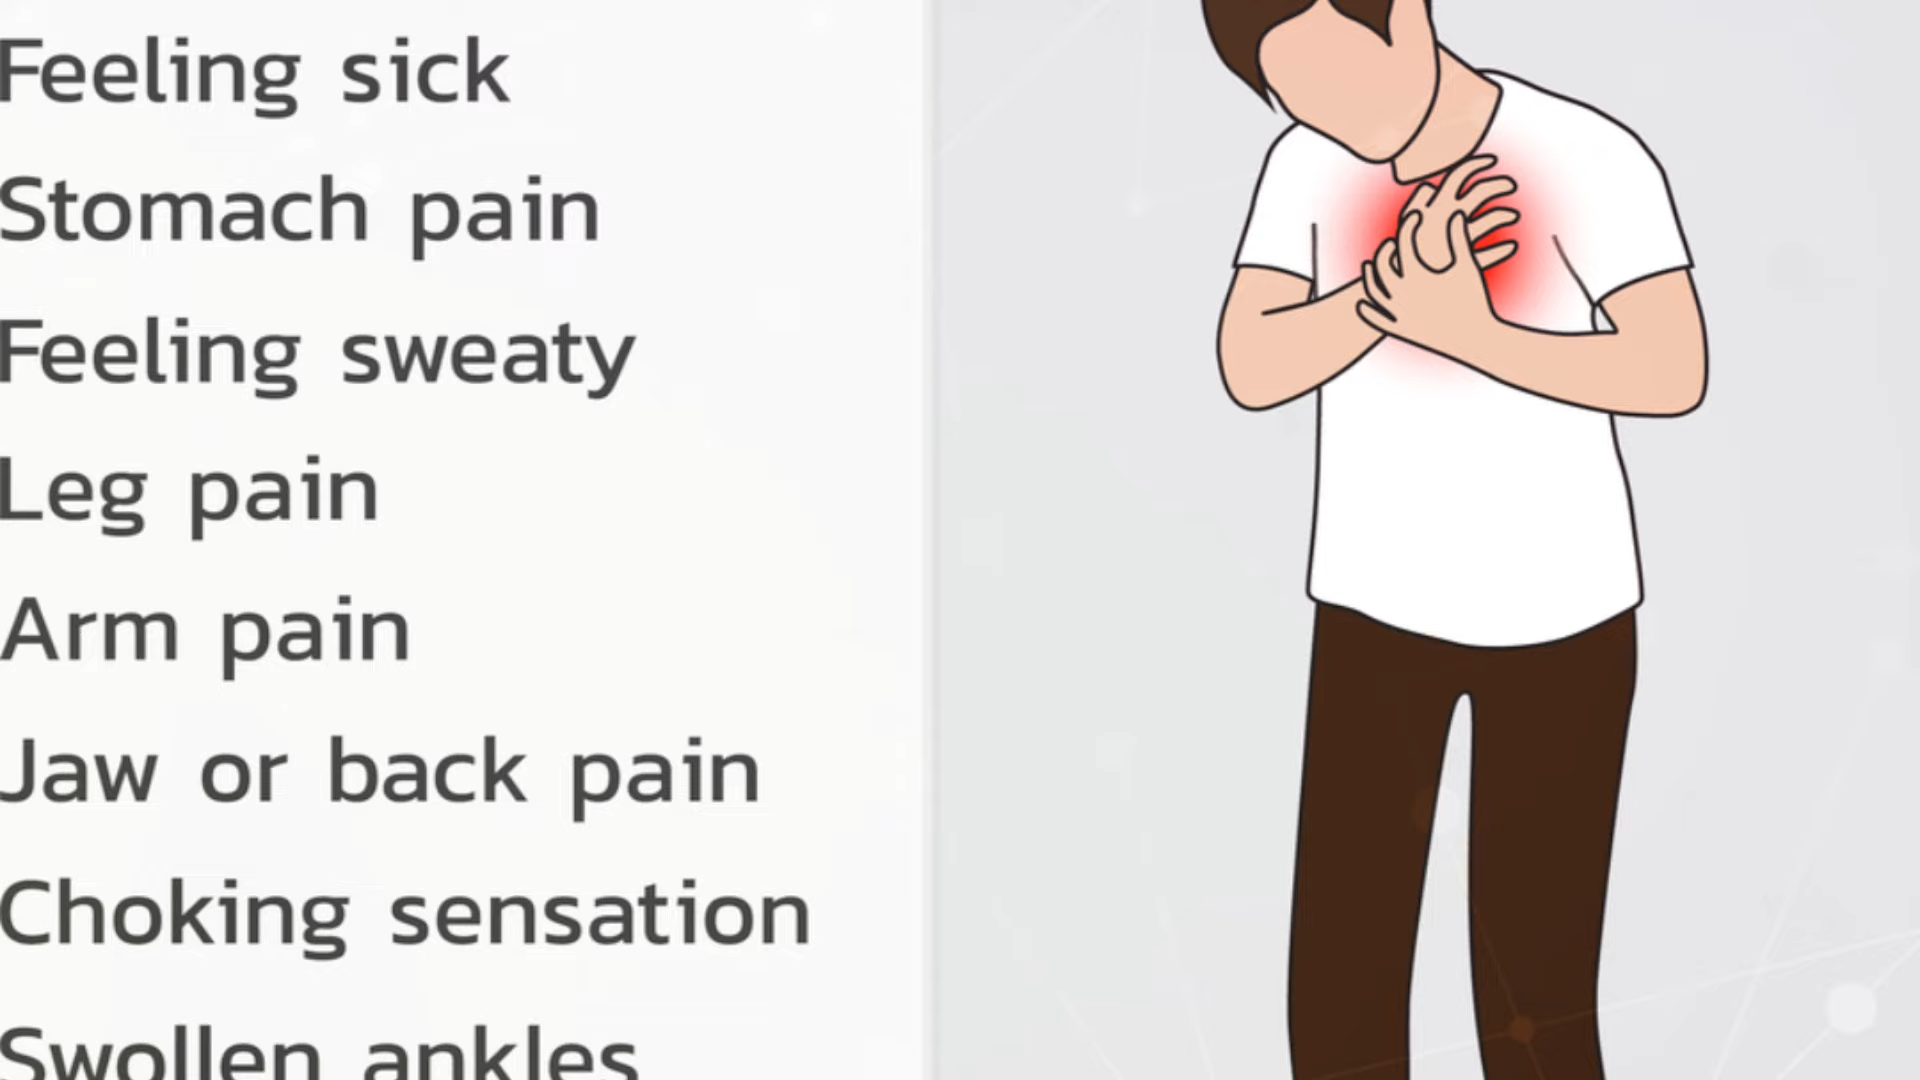 Feeling sick
Stomach pain
Feeling sweaty
Leg pain
Arm pain
Jaw or back pain
Choking sensation
Swollen ankles